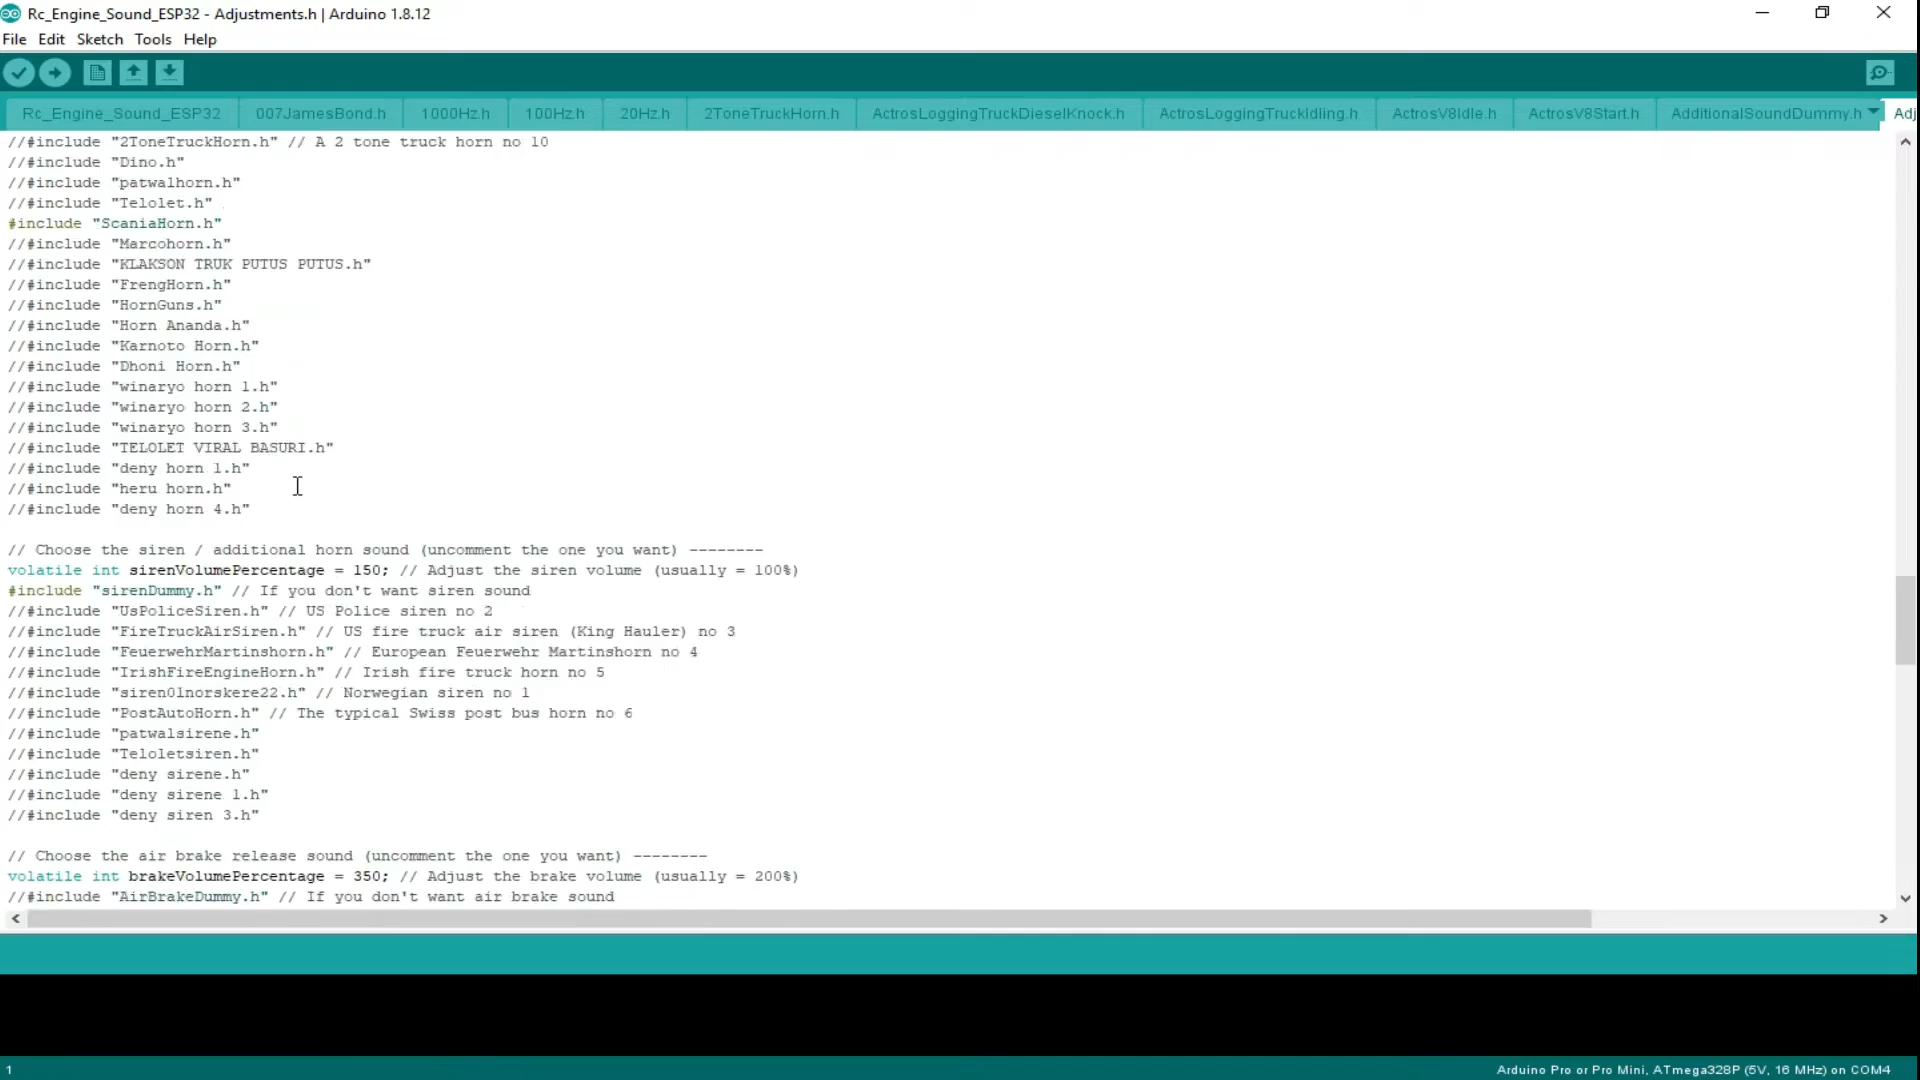 Rc_Engine_Sound_ESP32 - Adjustments.h | Arduino 1.8.12
File Edit Sketch Tools Help
Rc_Engine_Sound_ESP32 007JamesBond.h 1000Hz.h 100Hz.h 20Hz.h 2ToneTruckHorn.h ActrosLoggingTruckDieselKnock.h ActrosLoggingTruckIdling.h ActrosV8Idle.h ActrosV8Start.h AdditionalSoundDummy.h Adj
//#include "2ToneTruckHorn.h" // A 2 tone truck horn no 10
//#include "Dino.h"
//#include "patwalhorn.h"
//#include "Telolet.h"
#include "ScaniaHorn.h"
//#include "Marcohorn.h"
//#include "KLAKSON TRUK PUTUS PUTUS.h"
//#include "FrengHorn.h"
//#include "HornGuns.h"
//#include "Horn Ananda.h"
//#include "Karnoto Horn.h"
//#include "Dhoni Horn.h"
//#include "winaryo horn 1.h"
//#include "winaryo horn 2.h"
//#include "winaryo horn 3.h"
//#include "TELOLET VIRAL BASURI.h"
//#include "deny horn 1.h"
//#include "heru horn.h"
//#include "deny horn 4.h"
// Choose the siren / additional horn sound (uncomment the one you want) --------
volatile int sirenVolumePercentage = 150; // Adjust the siren volume (usually = 100%)
#include "sirenDummy.h" // If you don't want siren sound
//#include "UsPoliceSiren.h" // US Police siren no 2
//#include "FireTruckAirSiren.h" // US fire truck air siren (King Hauler) no 3
//#include "FeuerwehrMartinshorn.h" // European Feuerwehr Martinshorn no 4
//#include "IrishFireEngineHorn.h" // Irish fire truck horn no 5
//#include "siren01norskere22.h" // Norwegian siren no 1
//#include "PostAutoHorn.h" // The typical Swiss post bus horn no 6
//#include "patwalsirene.h"
//#include "Teloletsiren.h"
//#include "deny sirene.h"
//#include "deny sirene 1.h"
//#include "deny siren 3.h"
// Choose the air brake release sound (uncomment the one you want) --------
volatile int brakeVolumePercentage = 350; // Adjust the brake volume (usually = 200%)
//#include "AirBrakeDummy.h" // If you don't want air brake sound
1 Arduino Pro or Pro Mini, ATmega328P (5V, 16 MHz) on COM4